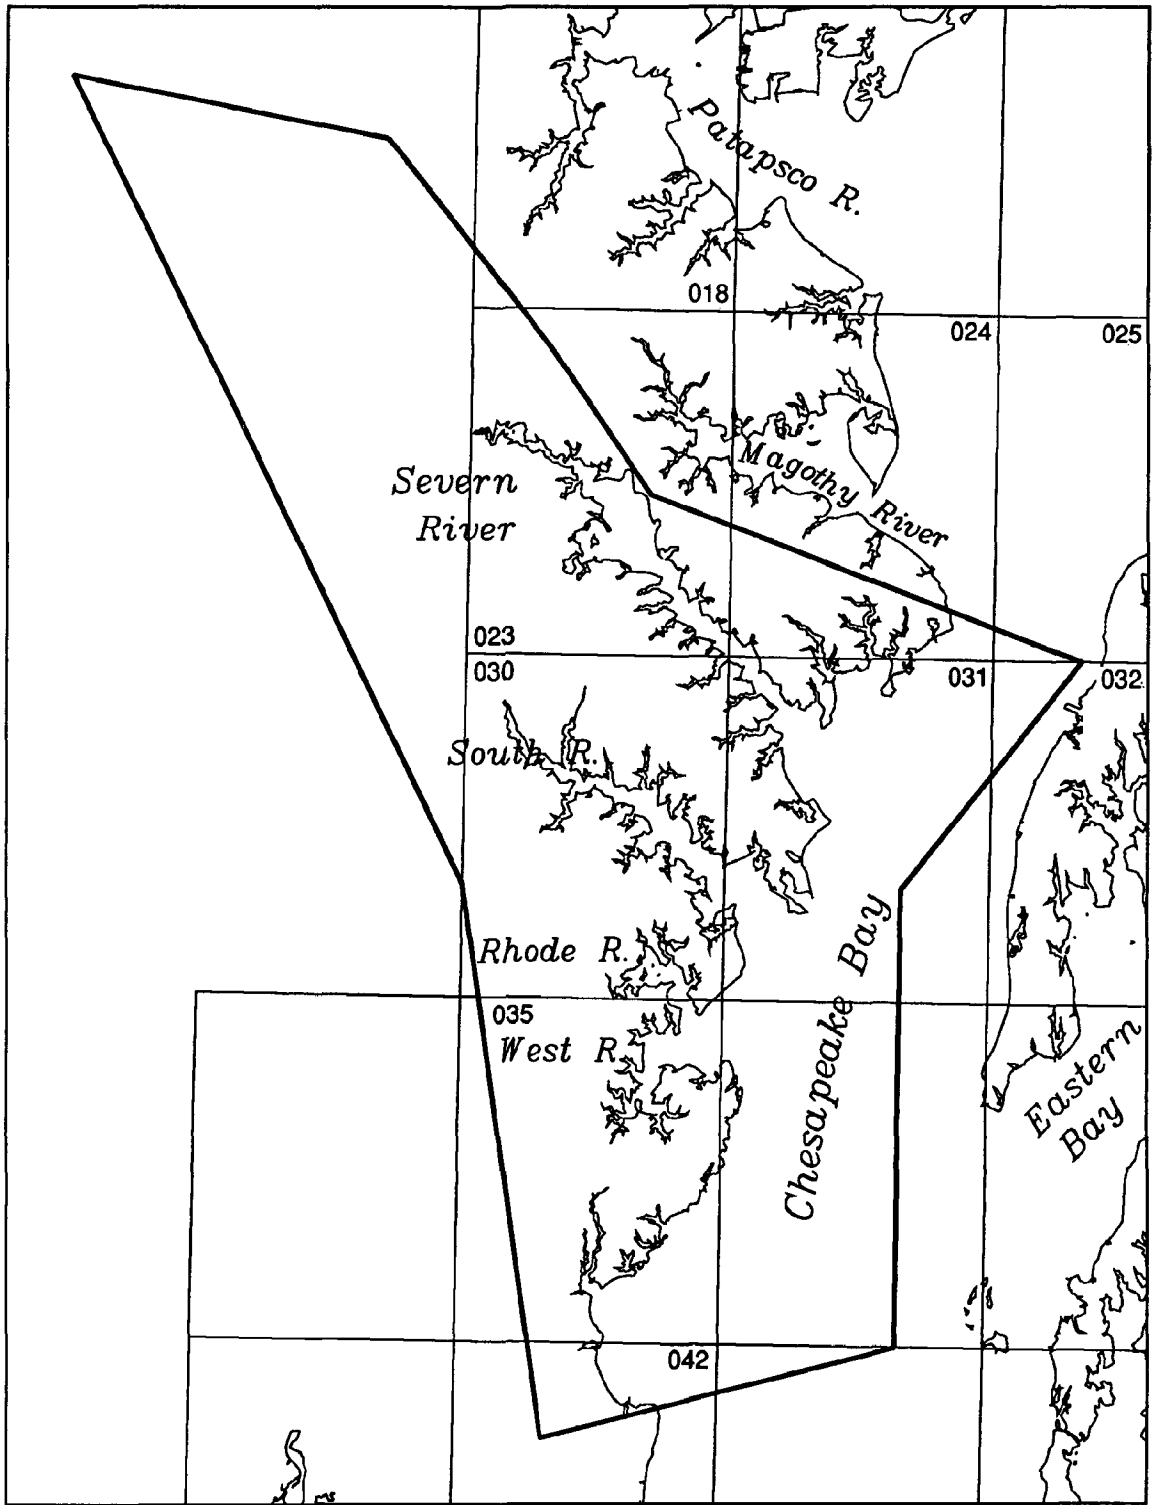 Patapsco R.
018
024
025
Magothy River
Severn
River
023
030
031
032
South R.
Rhode R.
035
West R.
Chesapeake Bay
Eastern
Bay
042